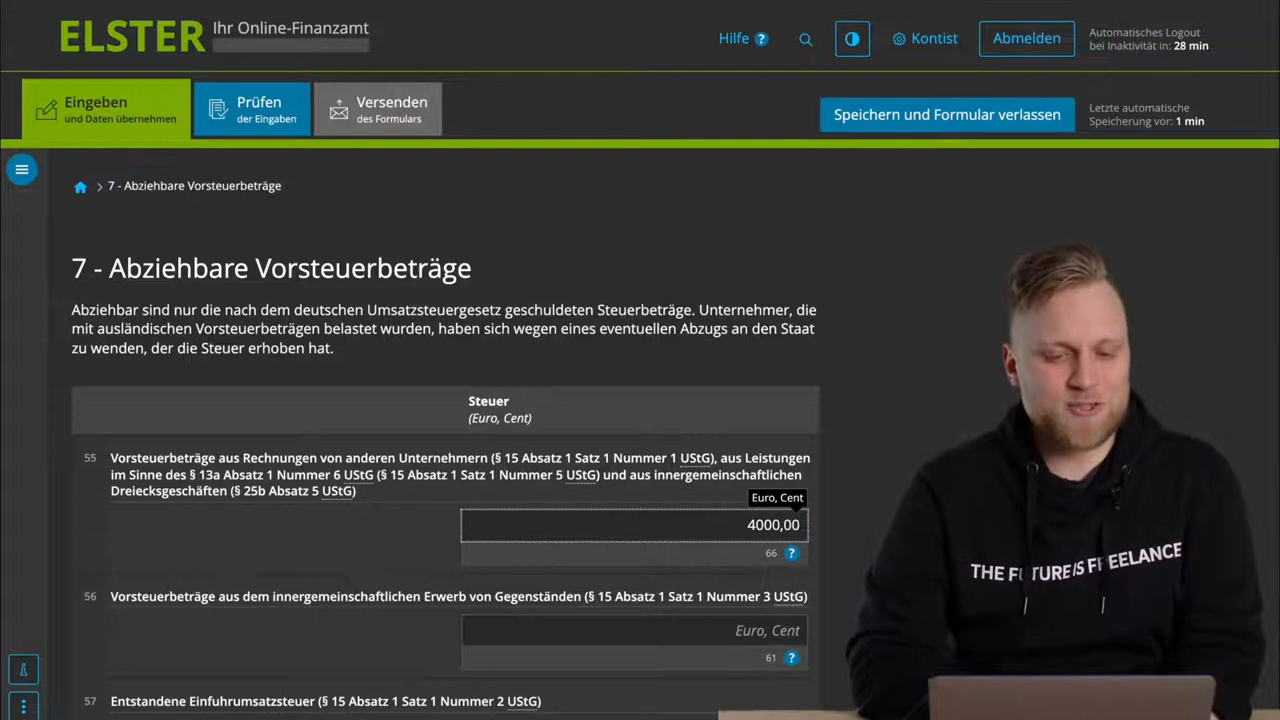 ELSTER
Ihr Online-Finanzamt
Hilfe ?
Kontist
Abmelden
Automatisches Logout
bei Inaktivität in: 28 min
Eingeben
und Daten übernehmen
Prüfen
der Eingaben
Versenden
des Formulars
Speichern und Formular verlassen
Letzte automatische
Speicherung vor: 1 min
7 - Abziehbare Vorsteuerbeträge
7 - Abziehbare Vorsteuerbeträge
Abziehbar sind nur die nach dem deutschen Umsatzsteuergesetz geschuldeten Steuerbeträge. Unternehmer, die
mit ausländischen Vorsteuerbeträgen belastet wurden, haben sich wegen eines eventuellen Abzugs an den Staat
zu wenden, der die Steuer erhoben hat.
Steuer
(Euro, Cent)
55 Vorsteuerbeträge aus Rechnungen von anderen Unternehmern (§ 15 Absatz 1 Satz 1 Nummer 1 UStG), aus Leistungen
im Sinne des § 13a Absatz 1 Nummer 6 UStG (§ 15 Absatz 1 Satz 1 Nummer 5 UStG) und aus innergemeinschaftlichen
Dreiecksgeschäften (§ 25b Absatz 5 UStG)
Euro, Cent
4000,00
66 ?
56 Vorsteuerbeträge aus dem innergemeinschaftlichen Erwerb von Gegenständen (§ 15 Absatz 1 Satz 1 Nummer 3 UStG)
Euro, Cent
61 ?
57 Entstandene Einfuhrumsatzsteuer (§ 15 Absatz 1 Satz 1 Nummer 2 UStG)
THE FUTURE IS FREELANCE